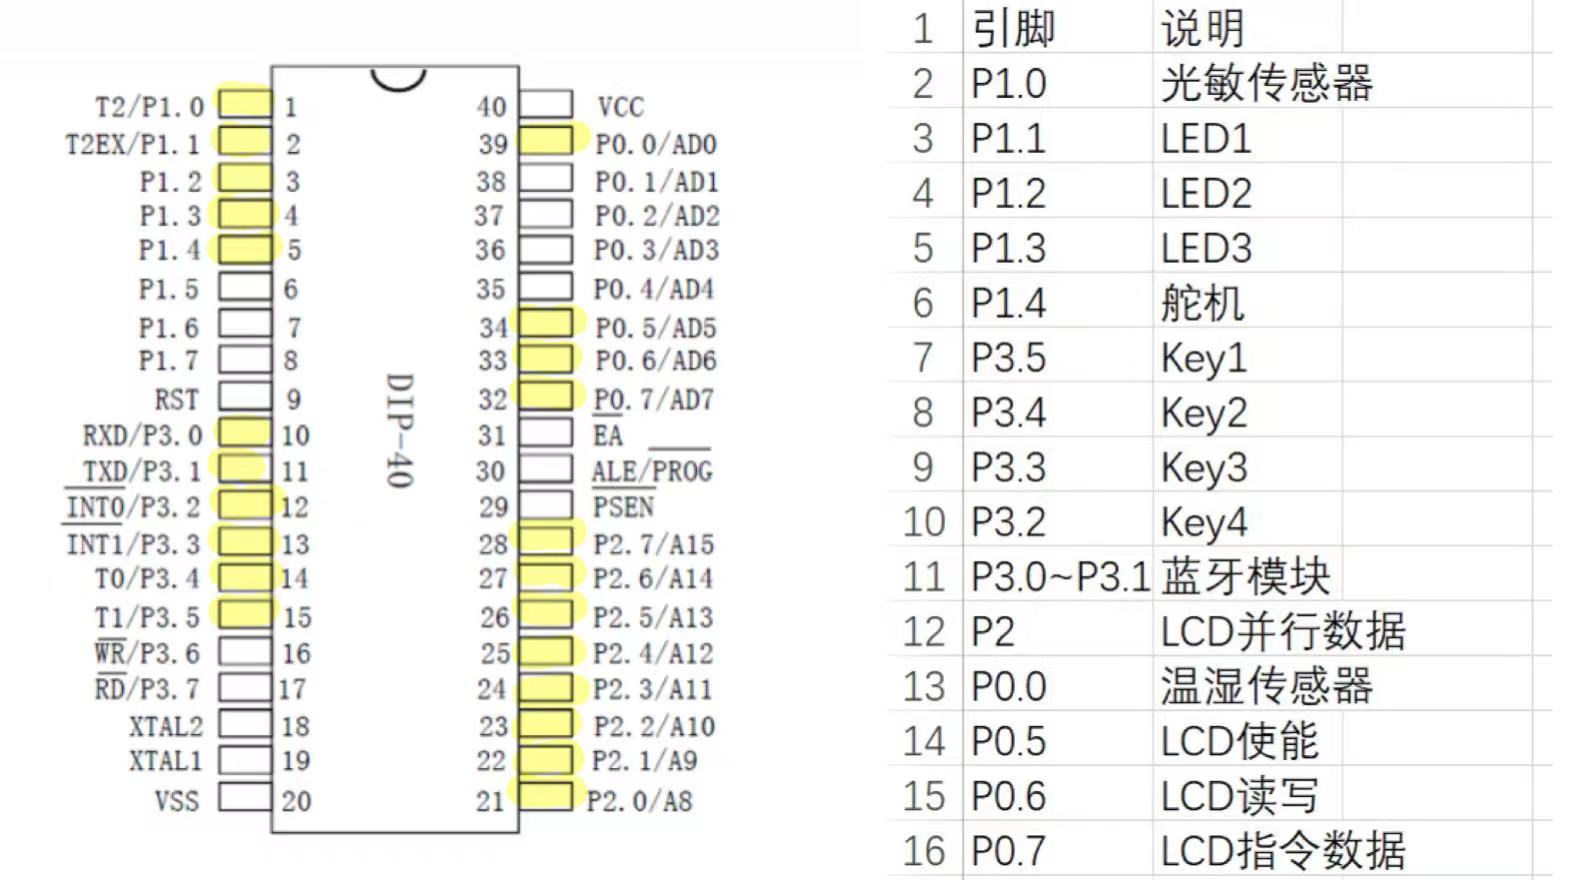 T2/P1.0 1 40 VCC
T2EX/P1.1 2 39 P0.0/AD0
P1.2 3 38 P0.1/AD1
P1.3 4 37 P0.2/AD2
P1.4 5 36 P0.3/AD3
P1.5 6 35 P0.4/AD4
P1.6 7 34 P0.5/AD5
P1.7 8 33 P0.6/AD6
RST 9 32 P0.7/AD7
RXD/P3.0 10 31 EA
TXD/P3.1 11 30 ALE/PROG
INT0/P3.2 12 29 PSEN
INT1/P3.3 13 28 P2.7/A15
T0/P3.4 14 27 P2.6/A14
T1/P3.5 15 26 P2.5/A13
WR/P3.6 16 25 P2.4/A12
RD/P3.7 17 24 P2.3/A11
XTAL2 18 23 P2.2/A10
XTAL1 19 22 P2.1/A9
VSS 20 21 P2.0/A8
DIP-40
1 引脚 说明
2 P1.0 光敏传感器
3 P1.1 LED1
4 P1.2 LED2
5 P1.3 LED3
6 P1.4 舵机
7 P3.5 Key1
8 P3.4 Key2
9 P3.3 Key3
10 P3.2 Key4
11 P3.0~P3.1 蓝牙模块
12 P2 LCD并行数据
13 P0.0 温湿传感器
14 P0.5 LCD使能
15 P0.6 LCD读写
16 P0.7 LCD指令数据